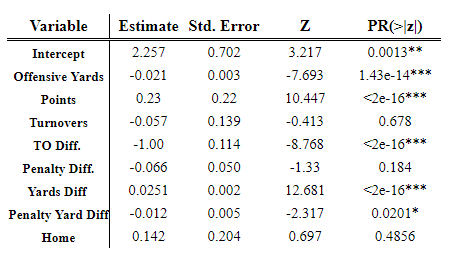 Variable Estimate Std. Error Z PR(>|z|)
Intercept 2.257 0.702 3.217 0.0013**
Offensive Yards -0.021 0.003 -7.693 1.43e-14***
Points 0.23 0.22 10.447 <2e-16***
Turnovers -0.057 0.139 -0.413 0.678
TO Diff. -1.00 0.114 -8.768 <2e-16***
Penalty Diff. -0.066 0.050 -1.33 0.184
Yards Diff 0.0251 0.002 12.681 <2e-16***
Penalty Yard Diff -0.012 0.005 -2.317 0.0201*
Home 0.142 0.204 0.697 0.4856